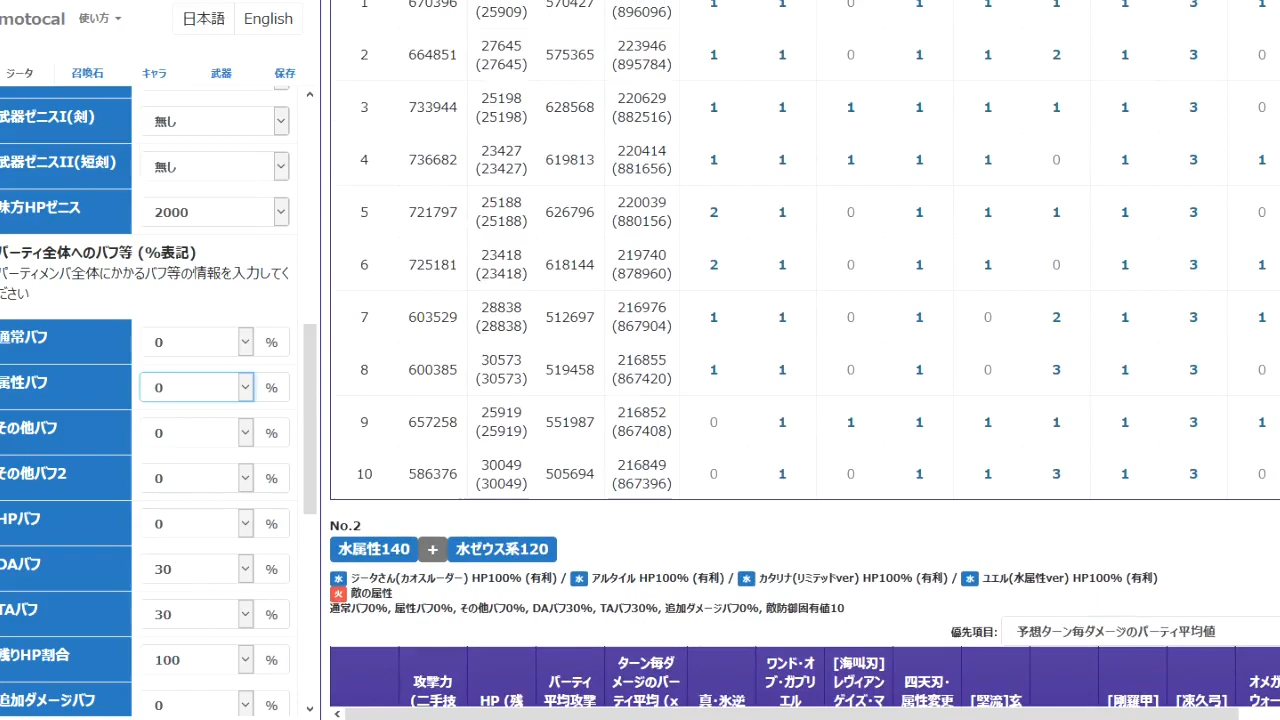 motocal 使い方 日本語 English
ジータ 召喚石 キャラ 武器 保存
武器ゼニスI(剣) 無し
武器ゼニスII(短剣) 無し
味方HPゼニス 2000
パーティ全体へのバフ等 (%表記)
パーティメンバ全体にかかるバフ等の情報を入力してく
ださい
通常バフ 0 %
属性バフ 0 %
その他バフ 0 %
その他バフ2 0 %
HPバフ 0 %
DAバフ 30 %
TAバフ 30 %
残りHP割合 100 %
追加ダメージバフ 0 %
1 670396 (25909) 570427 (896096) 1 1 0 1 1 1 1 3 0
2 664851 27645 (27645) 575365 223946 (895784) 1 1 0 1 1 2 1 3 0
3 733944 25198 (25198) 628568 220629 (882516) 1 1 1 1 1 1 1 3 0
4 736682 23427 (23427) 619813 220414 (881656) 1 1 1 1 1 0 1 3 1
5 721797 25188 (25188) 626796 220039 (880156) 2 1 0 1 1 1 1 3 0
6 725181 23418 (23418) 618144 219740 (878960) 2 1 0 1 1 0 1 3 1
7 603529 28838 (28838) 512697 216976 (867904) 1 1 0 1 0 2 1 3 1
8 600385 30573 (30573) 519458 216855 (867420) 1 1 0 1 0 3 1 3 0
9 657258 25919 (25919) 551987 216852 (867408) 0 1 1 1 1 1 1 3 1
10 586376 30049 (30049) 505694 216849 (867396) 0 1 0 1 1 3 1 3 0
No.2
水属性140 + 水ゼウス系120
水 ジータさん(カオスルーダー) HP100% (有利) / 水 アルタイル HP100% (有利) / 水 カタリナ(リミテッドver) HP100% (有利) / 水 ユエル(水属性ver) HP100% (有利)
火 敵の属性
通常バフ0%, 属性バフ0%, その他バフ0%, DAバフ30%, TAバフ30%, 追加ダメージバフ0%, 敵防御固有値10
優先項目: 予想ターン毎ダメージのパーティ平均値
ターン毎ダ ワンド・オ [海叫刃]
攻撃力 パーティ メージのパー ブ・ガブリ レヴィアン 四天刃・ オメガ
(二手技 HP (残 平均攻撃 ティ平均 (x 真・氷逆 エル ゲイズ・マ 属性変更 [堅流]玄 [剛羅甲] [凍久弓] ウォー